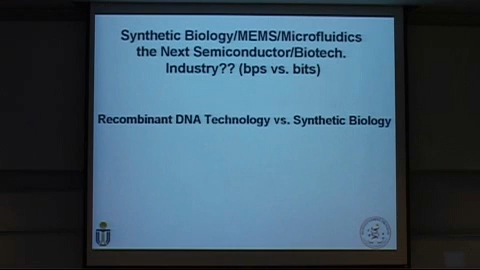 Synthetic Biology/MEMS/Microfluidics
the Next Semiconductor/Biotech.
Industry?? (bps vs. bits)
Recombinant DNA Technology vs. Synthetic Biology